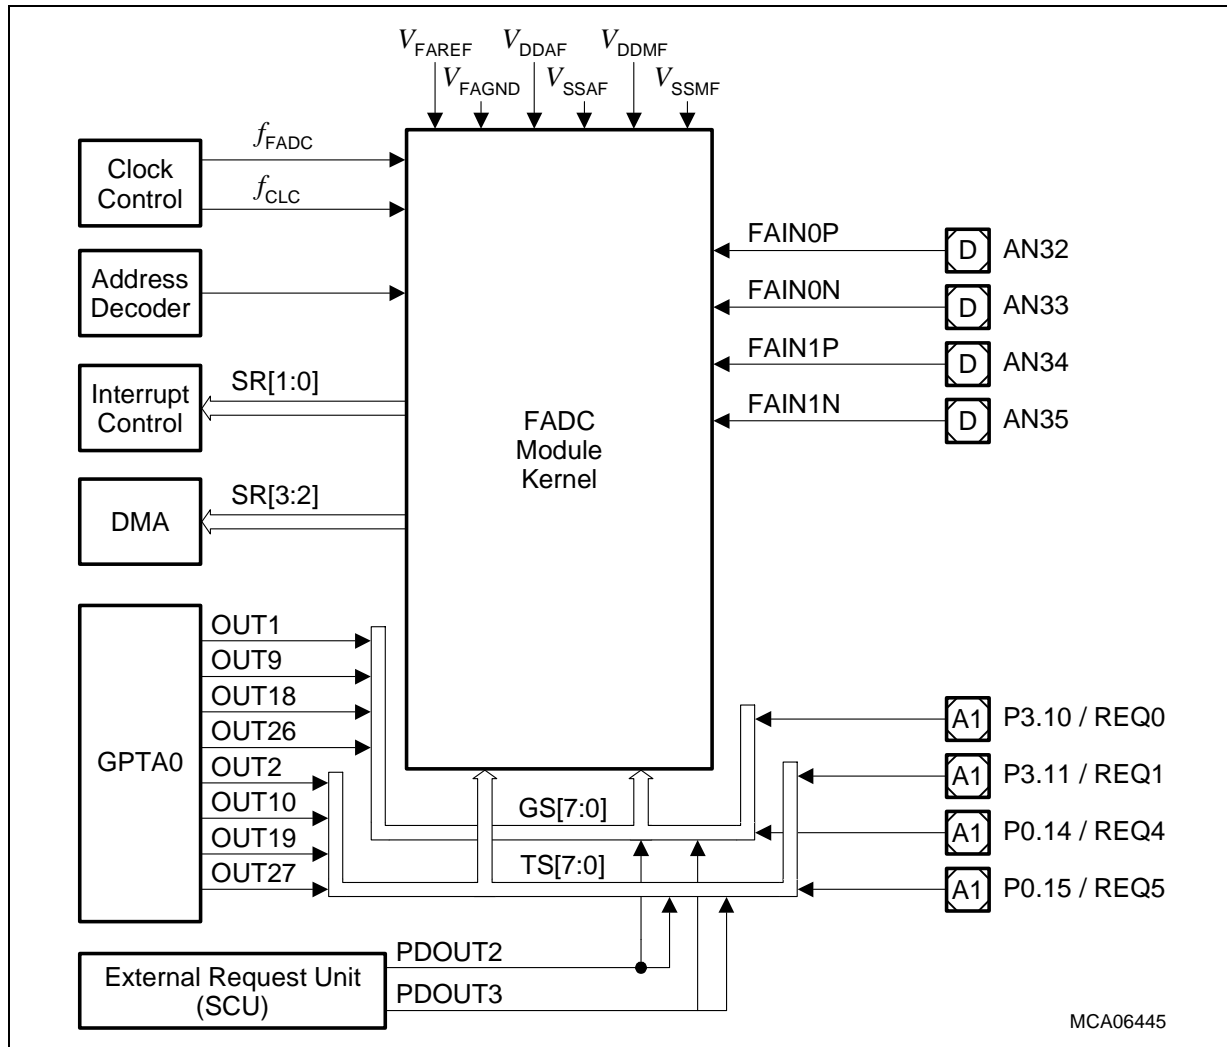 VFAREF
VDDAF
VDDMF
VFAGND
VSSAF
VSSMF
Clock
Control
fFADC
fCLC
Address
Decoder
Interrupt
Control
SR[1:0]
DMA
SR[3:2]
FADC
Module
Kernel
FAIN0P
D
AN32
FAIN0N
D
AN33
FAIN1P
D
AN34
FAIN1N
D
AN35
GPTA0
OUT1
OUT9
OUT18
OUT26
OUT2
OUT10
OUT19
OUT27
GS[7:0]
TS[7:0]
A1
P3.10 / REQ0
A1
P3.11 / REQ1
A1
P0.14 / REQ4
A1
P0.15 / REQ5
External Request Unit
(SCU)
PDOUT2
PDOUT3
MCA06445